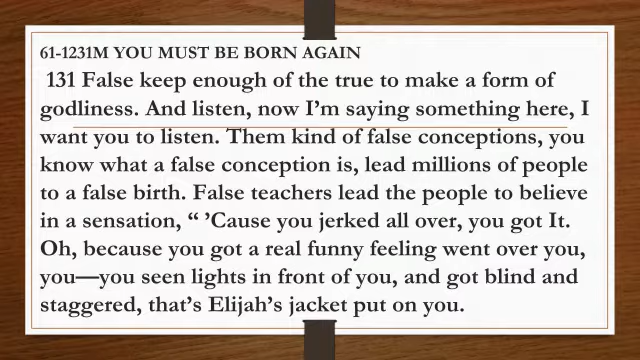 61-1231M YOU MUST BE BORN AGAIN
131 False keep enough of the true to make a form of
godliness. And listen, now I'm saying something here, I
want you to listen. Them kind of false conceptions, you
know what a false conception is, lead millions of people
to a false birth. False teachers lead the people to believe
in a sensation, “ ’Cause you jerked all over, you got It.
Oh, because you got a real funny feeling went over you,
you—you seen lights in front of you, and got blind and
staggered, that’s Elijah’s jacket put on you.